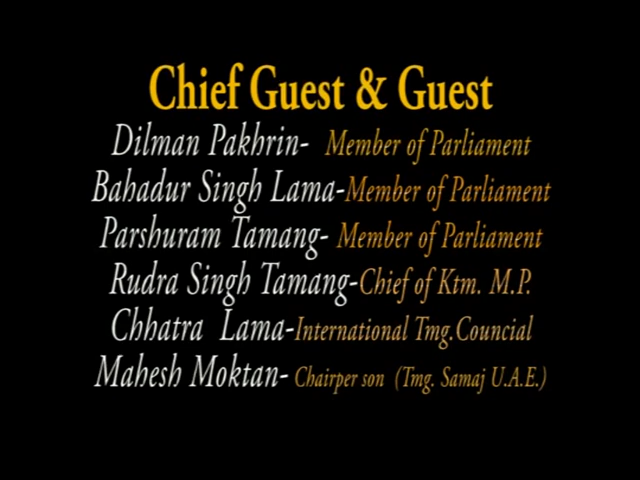 Chief Guest & Guest
Dilman Pakhrin- Member of Parliament
Bahadur Singh Lama-Member of Parliament
Parshuram Tamang- Member of Parliament
Rudra Singh Tamang-Chief of Ktm. M.P.
Chhatra Lama-International Tmg.Councial
Mahesh Moktan- Chairper son (Tmg. Samaj U.A.E.)